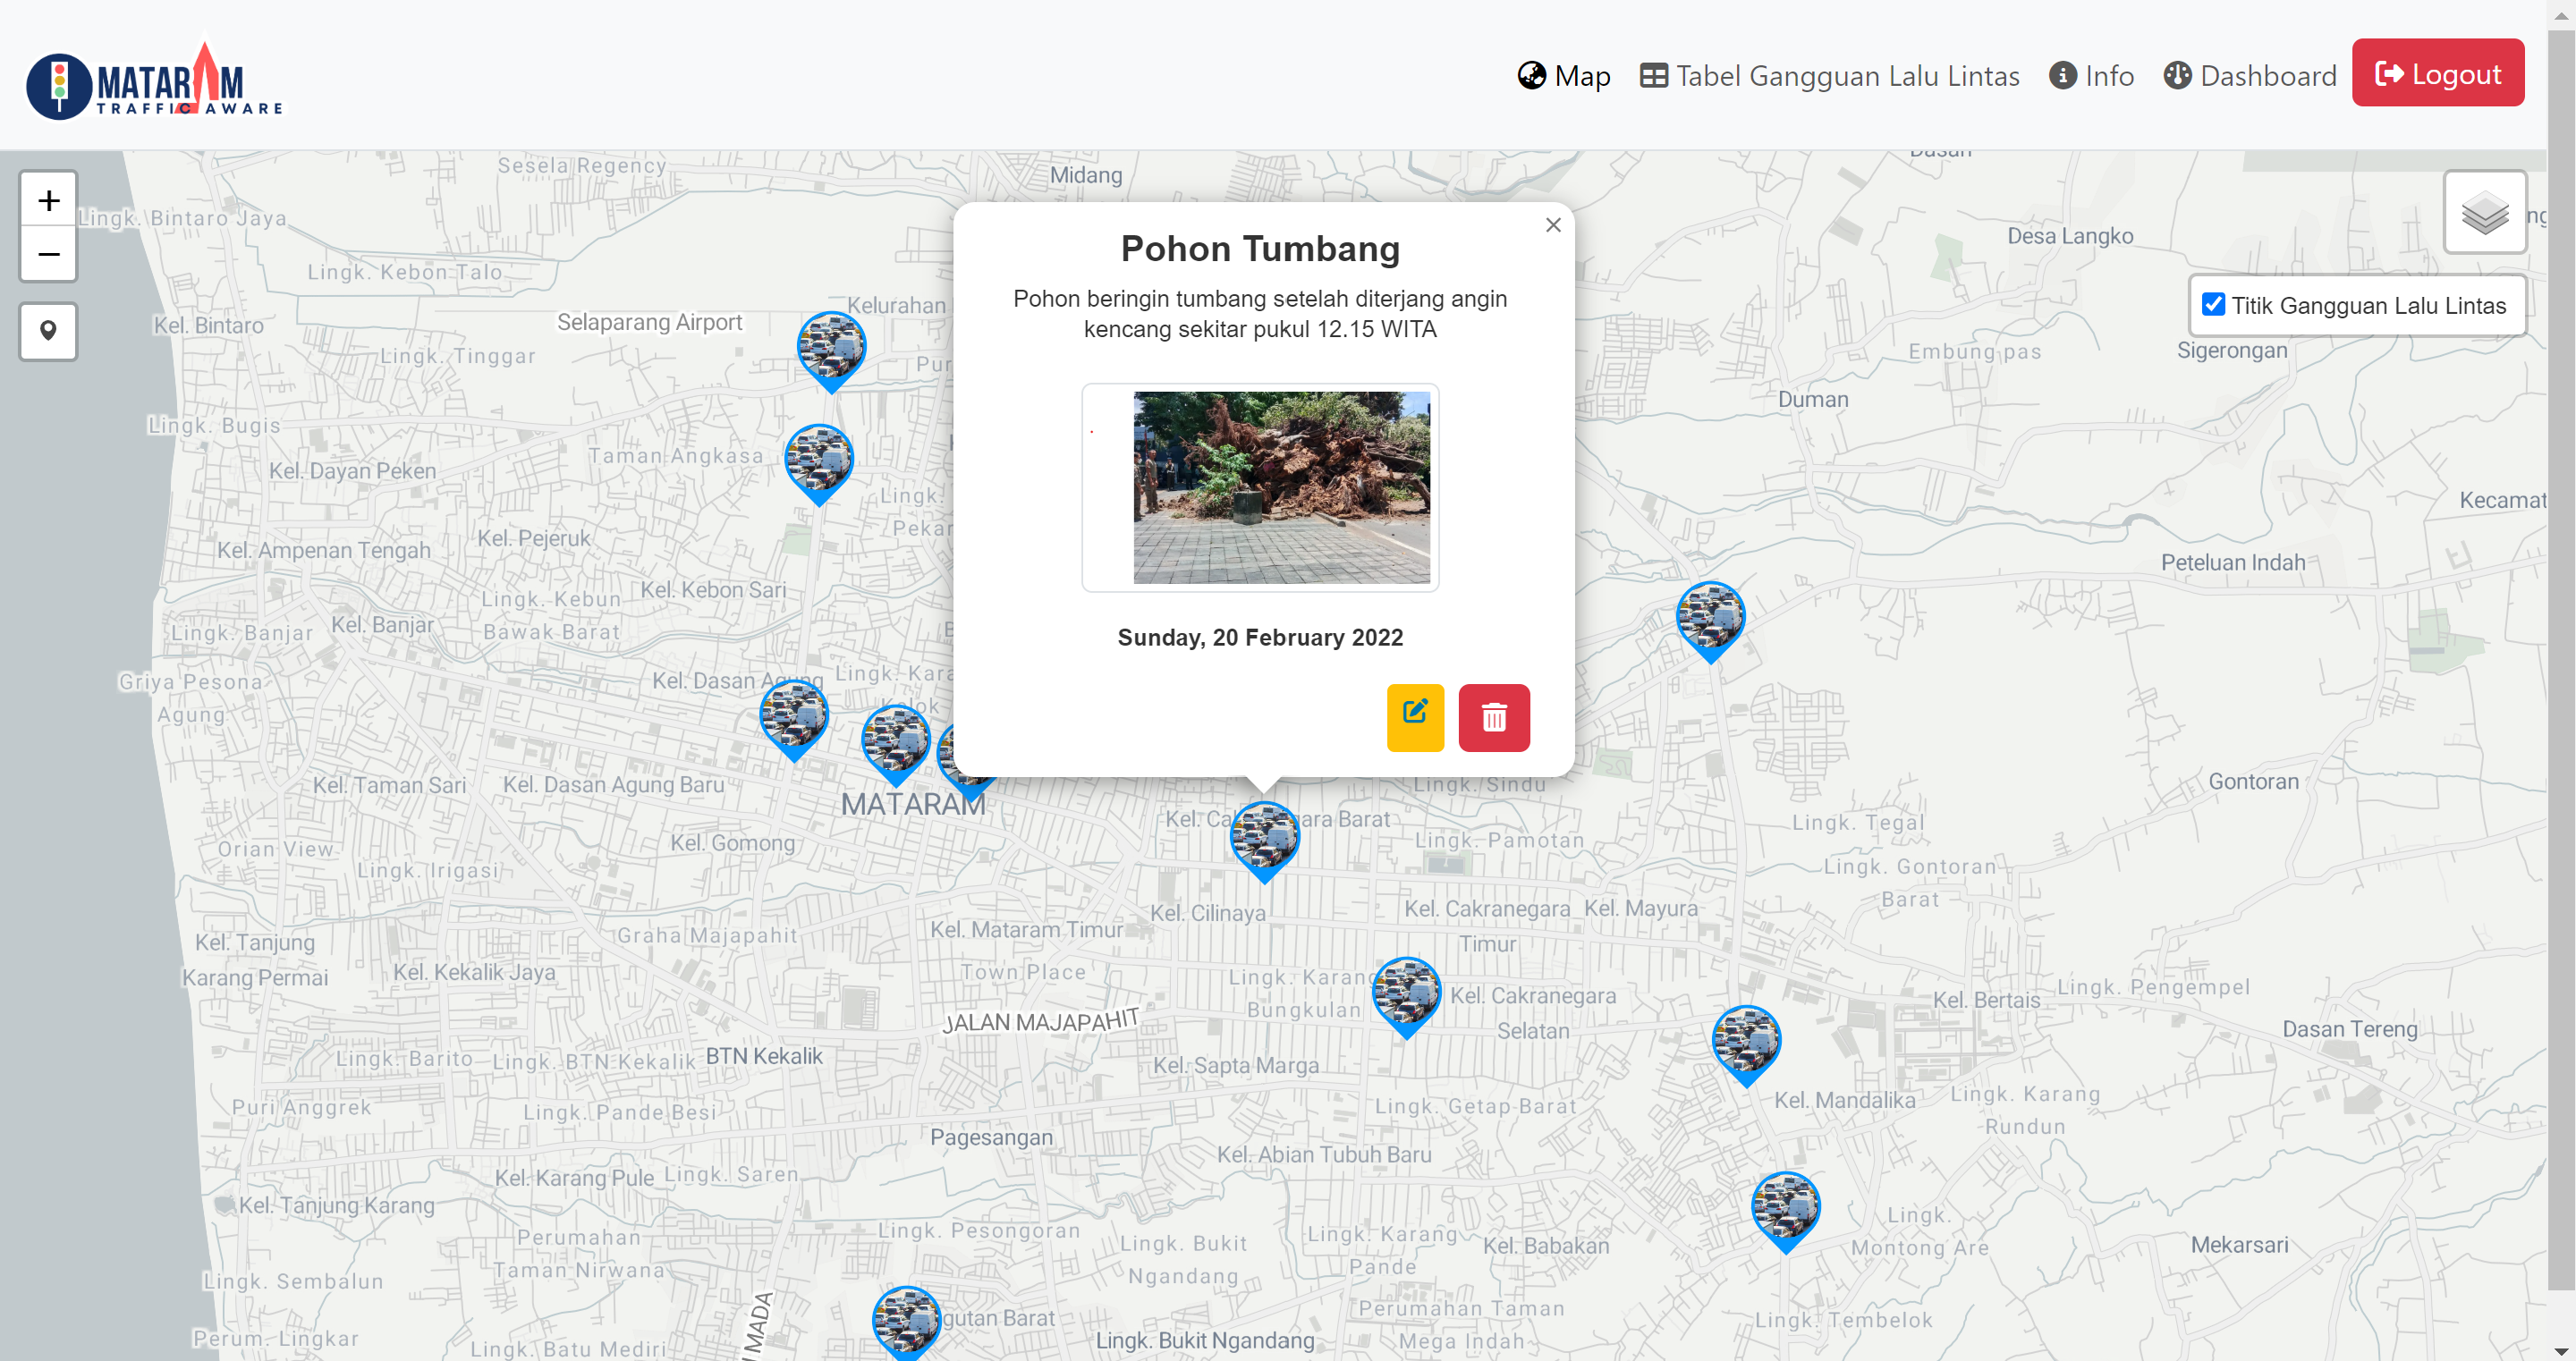 MATARAM
TRAFFIC AWARE
Map
Tabel Gangguan Lalu Lintas
Info
Dashboard
Logout
Sesela Regency
Midang
Dasan
+
−
Lingk. Bintaro Jaya
Desa Langko
Lingk. Kebon Talo
Pohon Tumbang
×
Pohon beringin tumbang setelah diterjang angin
kencang sekitar pukul 12.15 WITA
Sunday, 20 February 2022
Titik Gangguan Lalu Lintas
Kelurahan
Kel. Bintaro
Selaparang Airport
Lingk. Tinggar
Embung pas
Sigerongan
Duman
Lingk. Bugis
Taman Angkasa
Kel. Dayan Peken
Lingk.
Kecamat
Kel. Pejeruk
Kel. Ampenan Tengah
Peteluan Indah
Kel. Kebon Sari
Lingk. Kebun
Bawak Barat
Lingk. Banjar
Kel. Banjar
Griya Pesona
Agung
Kel. Dasan Agung
Kel. Taman Sari
Kel. Dasan Agung Baru
MATARAM
Lingk. Sindu
Gontoran
Lingk. Pamotan
Lingk. Tegal
Kel. Gomong
Orian View
Lingk. Irigasi
Lingk. Gontoran
Barat
Kel. Cilinaya
Kel. Cakranegara
Timur
Kel. Mayura
Kel. Tanjung
Karang Permai
Graha Majapahit
Kel. Mataram Timur
Kel. Kekalik Jaya
Town Place
Lingk. Karang
Bungkulan
Kel. Cakranegara
Selatan
Kel. Bertais
Lingk. Pengempel
Dasan Tereng
JALAN MAJAPAHIT
Lingk. Barito
Lingk. BTN Kekalik
BTN Kekalik
Kel. Sapta Marga
Puri Anggrek
Lingk. Pande Besi
Lingk. Getap Barat
Kel. Mandalika
Lingk. Karang
Rundun
Pagesangan
Kel. Abian Tubuh Baru
Kel. Karang Pule
Lingk. Saren
Kel. Tanjung Karang
Perumahan
Taman Nirwana
Lingk. Pesongoran
Lingk. Bukit
Ngandang
Lingk. Karang
Pande
Kel. Babakan
Lingk.
Montong Are
Mekarsari
Lingk. Sembalun
gutan Barat
Perumahan Taman
Mega Indah
Lingk. Tembelok
Perum. Lingkar
Lingk. Batu Mediri
MADA
Lingk. Bukit Ngandang